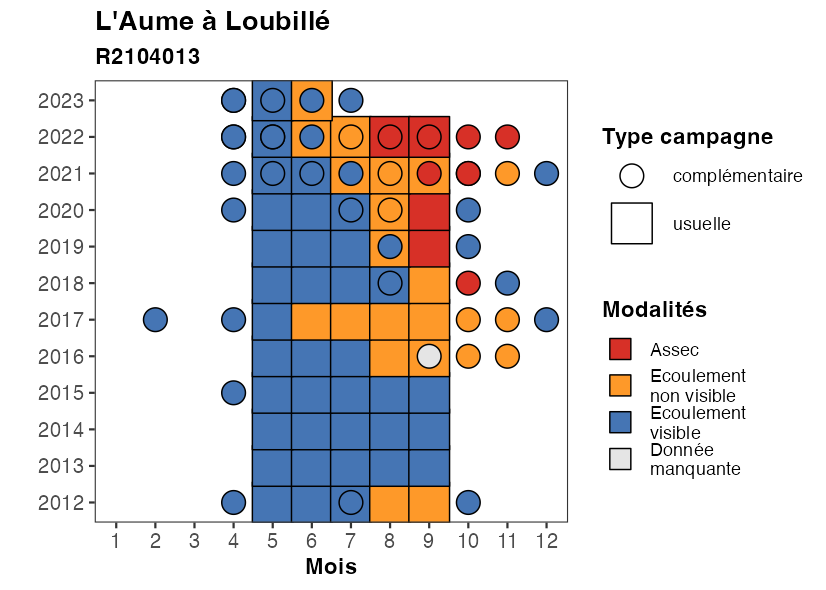 L'Aume à Loubillé
R2104013
2023
2022
2021
2020
2019
2018
2017
2016
2015
2014
2013
2012
1 2 3 4 5 6 7 8 9 10 11 12
Mois
Type campagne
complémentaire
usuelle
Modalités
Assec
Ecoulement
non visible
Ecoulement
visible
Donnée
manquante